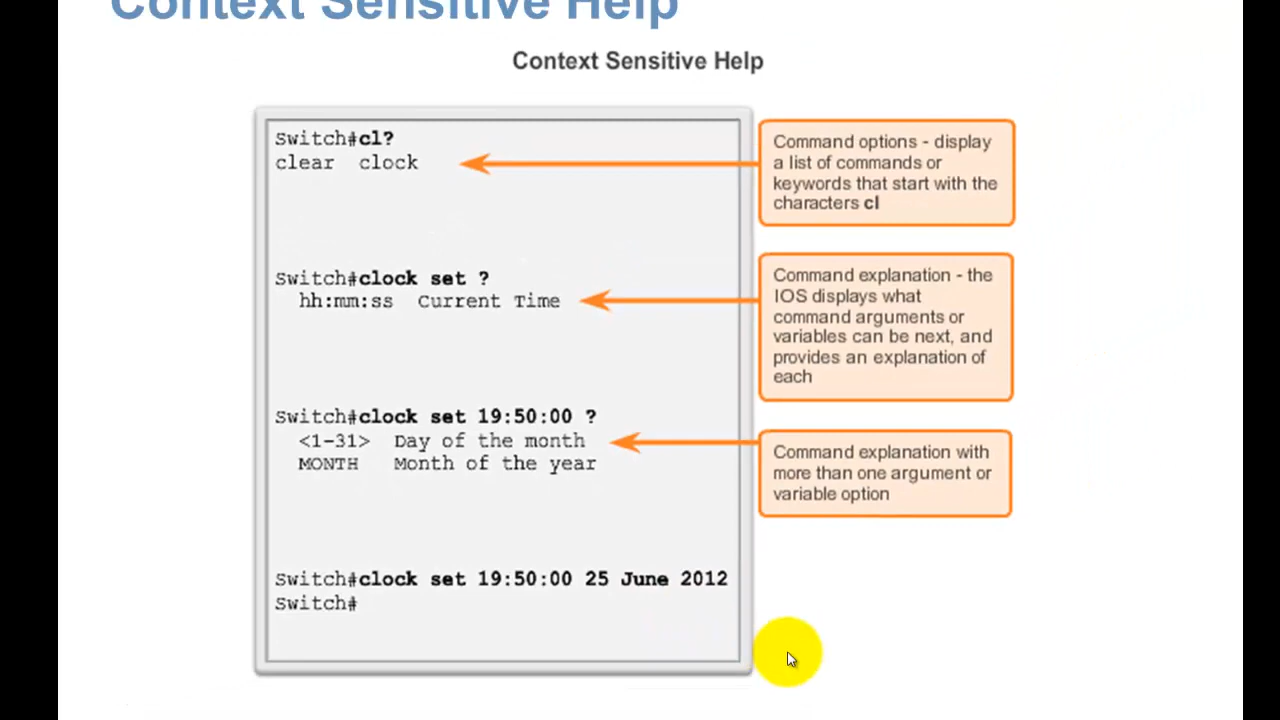 Context Sensitive Help
Context Sensitive Help
Switch#cl?
clear clock
Command options - display
a list of commands or
keywords that start with the
characters cl
Switch#clock set ?
hh:mm:ss Current Time
Command explanation - the
IOS displays what
command arguments or
variables can be next, and
provides an explanation of
each
Switch#clock set 19:50:00 ?
<1-31> Day of the month
MONTH Month of the year
Command explanation with
more than one argument or
variable option
Switch#clock set 19:50:00 25 June 2012
Switch#